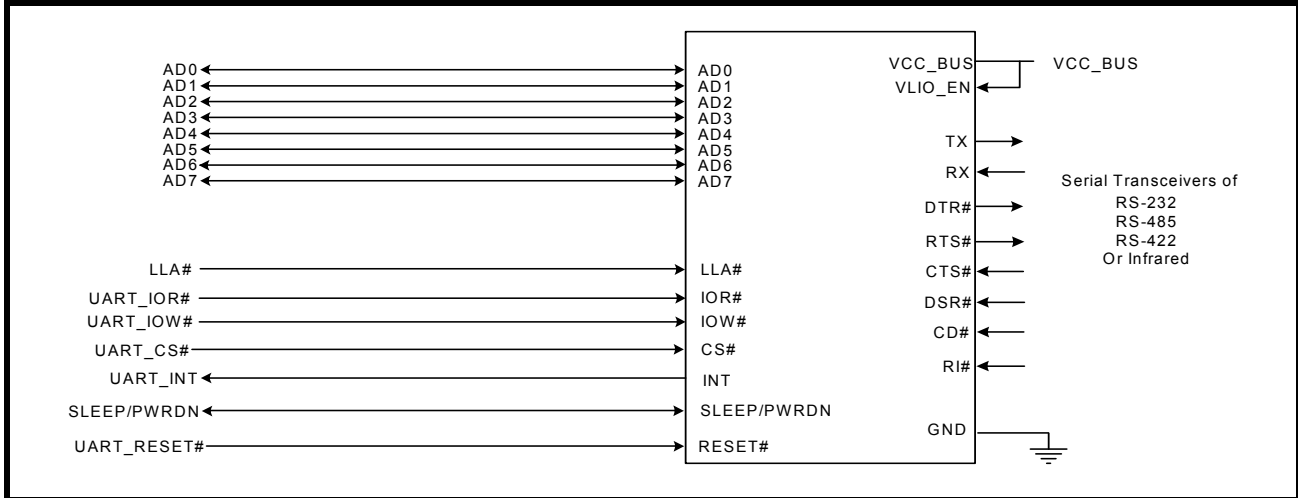 AD0
AD1
AD2
AD3
AD4
AD5
AD6
AD7
LLA#
UART_IOR#
UART_IOW#
UART_CS#
UART_INT
SLEEP/PWRDN
UART_RESET#
AD0
AD1
AD2
AD3
AD4
AD5
AD6
AD7
LLA#
IOR#
IOW#
CS#
INT
SLEEP/PWRDN
RESET#
VCC_BUS
VLIO_EN
TX
RX
DTR#
RTS#
CTS#
DSR#
CD#
RI#
GND
VCC_BUS
Serial Transceivers of
RS-232
RS-485
RS-422
Or Infrared